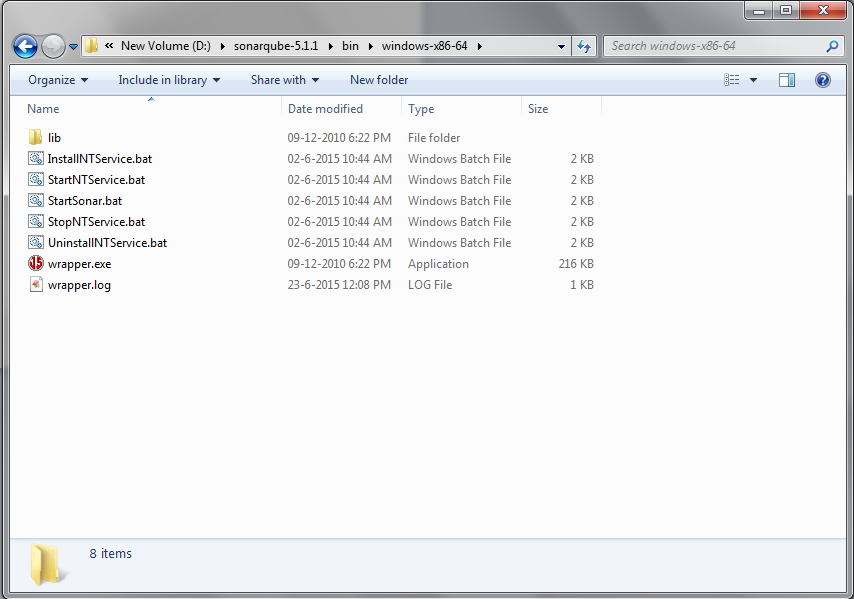 « New Volume (D:) sonarqube-5.1.1 bin windows-x86-64 Search windows-x86-64
Organize Include in library Share with New folder
Name Date modified Type Size
lib 09-12-2010 6:22 PM File folder
InstallNTService.bat 02-6-2015 10:44 AM Windows Batch File 2 KB
StartNTService.bat 02-6-2015 10:44 AM Windows Batch File 2 KB
StartSonar.bat 02-6-2015 10:44 AM Windows Batch File 2 KB
StopNTService.bat 02-6-2015 10:44 AM Windows Batch File 2 KB
UninstallNTService.bat 02-6-2015 10:44 AM Windows Batch File 2 KB
wrapper.exe 09-12-2010 6:22 PM Application 216 KB
wrapper.log 23-6-2015 12:08 PM LOG File 1 KB
8 items